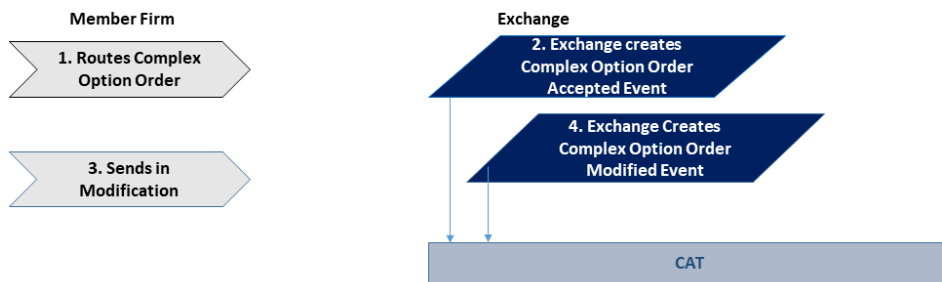 Member Firm
Exchange
1. Routes Complex
Option Order
2. Exchange creates
Complex Option Order
Accepted Event
3. Sends in
Modification
4. Exchange Creates
Complex Option Order
Modified Event
CAT